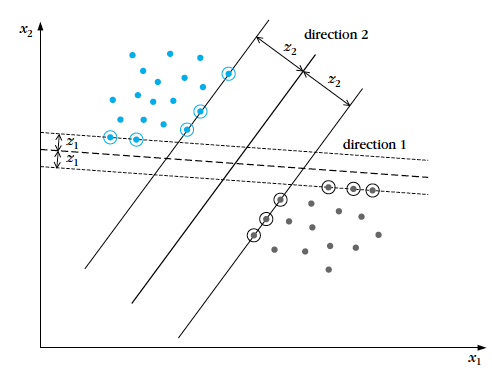 x2
direction 2
z2
z2
direction 1
z1
z1
x1